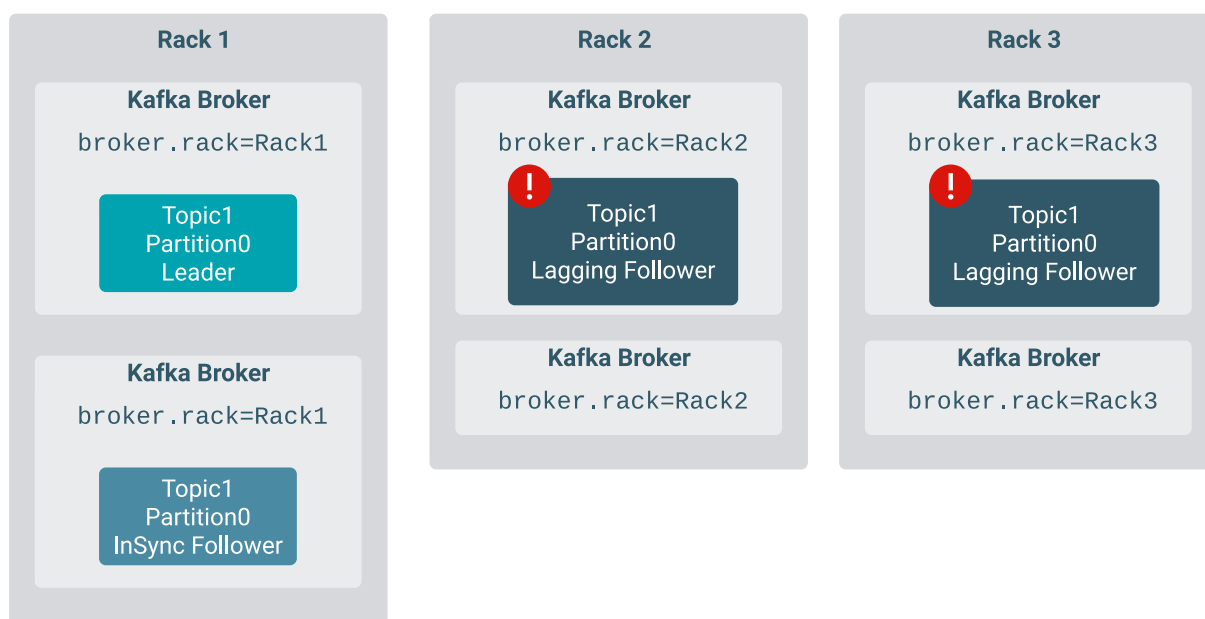 Rack 1
Kafka Broker
broker.rack=Rack1
Topic1
Partition0
Leader
Kafka Broker
broker.rack=Rack1
Topic1
Partition0
InSync Follower
Rack 2
Kafka Broker
broker.rack=Rack2
!
Topic1
Partition0
Lagging Follower
Kafka Broker
broker.rack=Rack2
Rack 3
Kafka Broker
broker.rack=Rack3
!
Topic1
Partition0
Lagging Follower
Kafka Broker
broker.rack=Rack3